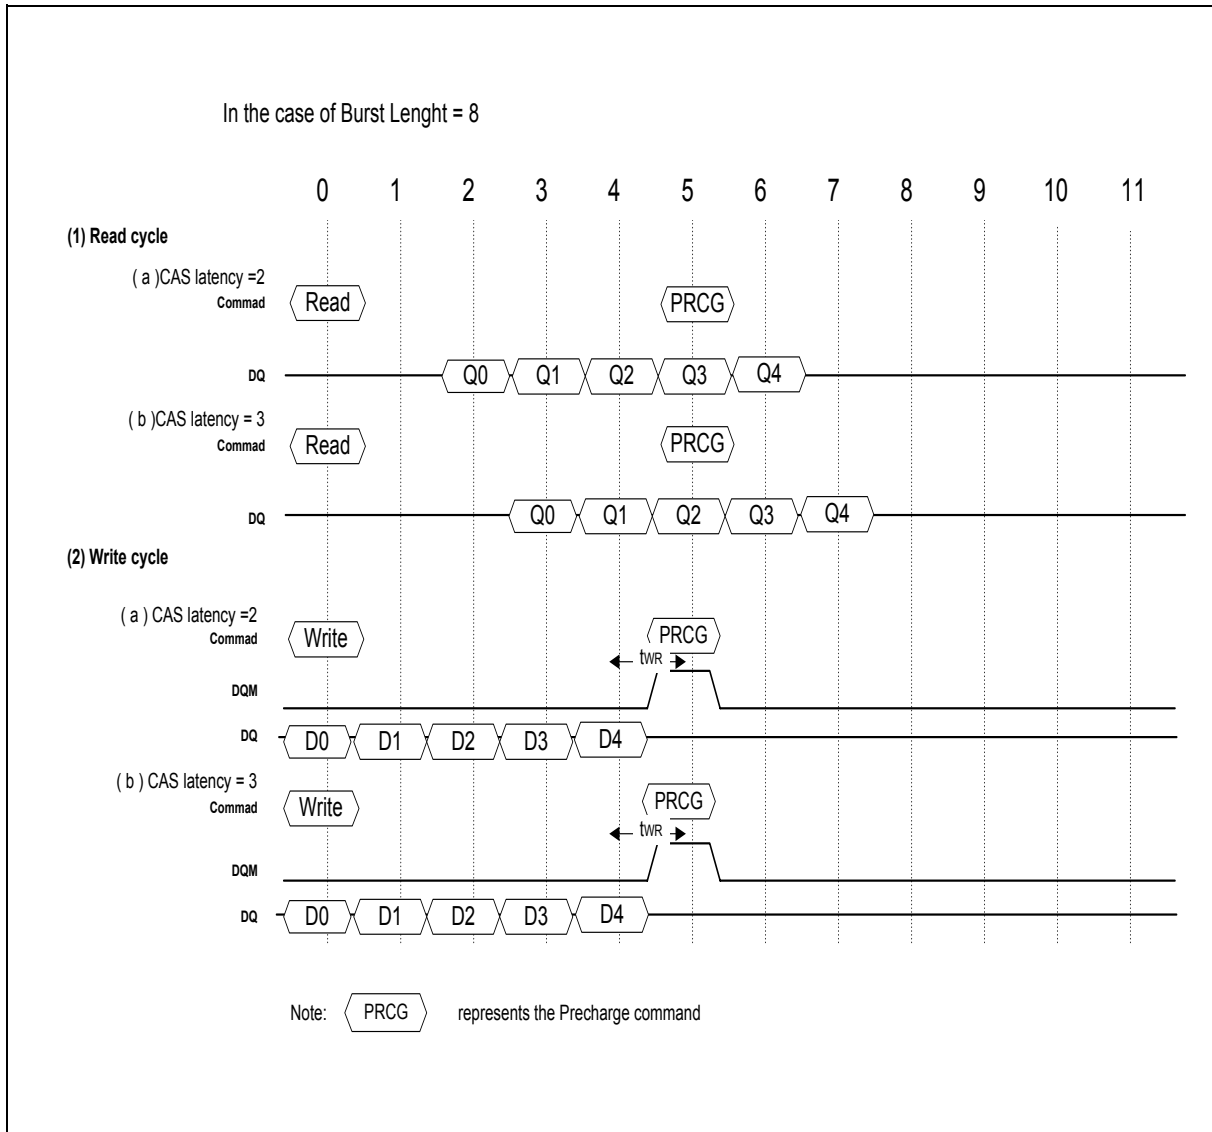 In the case of Burst Lenght = 8
0 1 2 3 4 5 6 7 8 9 10 11
(1) Read cycle
( a )CAS latency =2
Commad Read PRCG
DQ Q0 Q1 Q2 Q3 Q4
( b )CAS latency = 3
Commad Read PRCG
DQ Q0 Q1 Q2 Q3 Q4
(2) Write cycle
( a ) CAS latency =2
Commad Write PRCG
tWR
DQM
DQ D0 D1 D2 D3 D4
( b ) CAS latency = 3
Commad Write PRCG
tWR
DQM
DQ D0 D1 D2 D3 D4
Note: PRCG represents the Precharge command